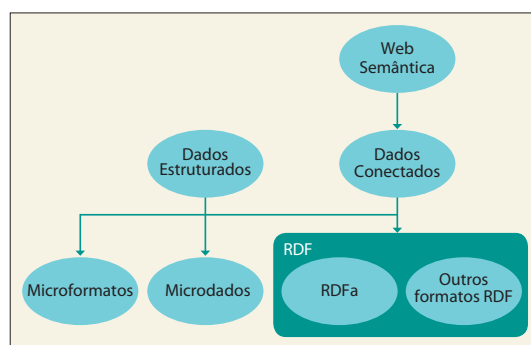 Web
Semântica
Dados
Estruturados
Dados
Conectados
RDF
Microformatos
Microdados
RDFa
Outros
formatos RDF